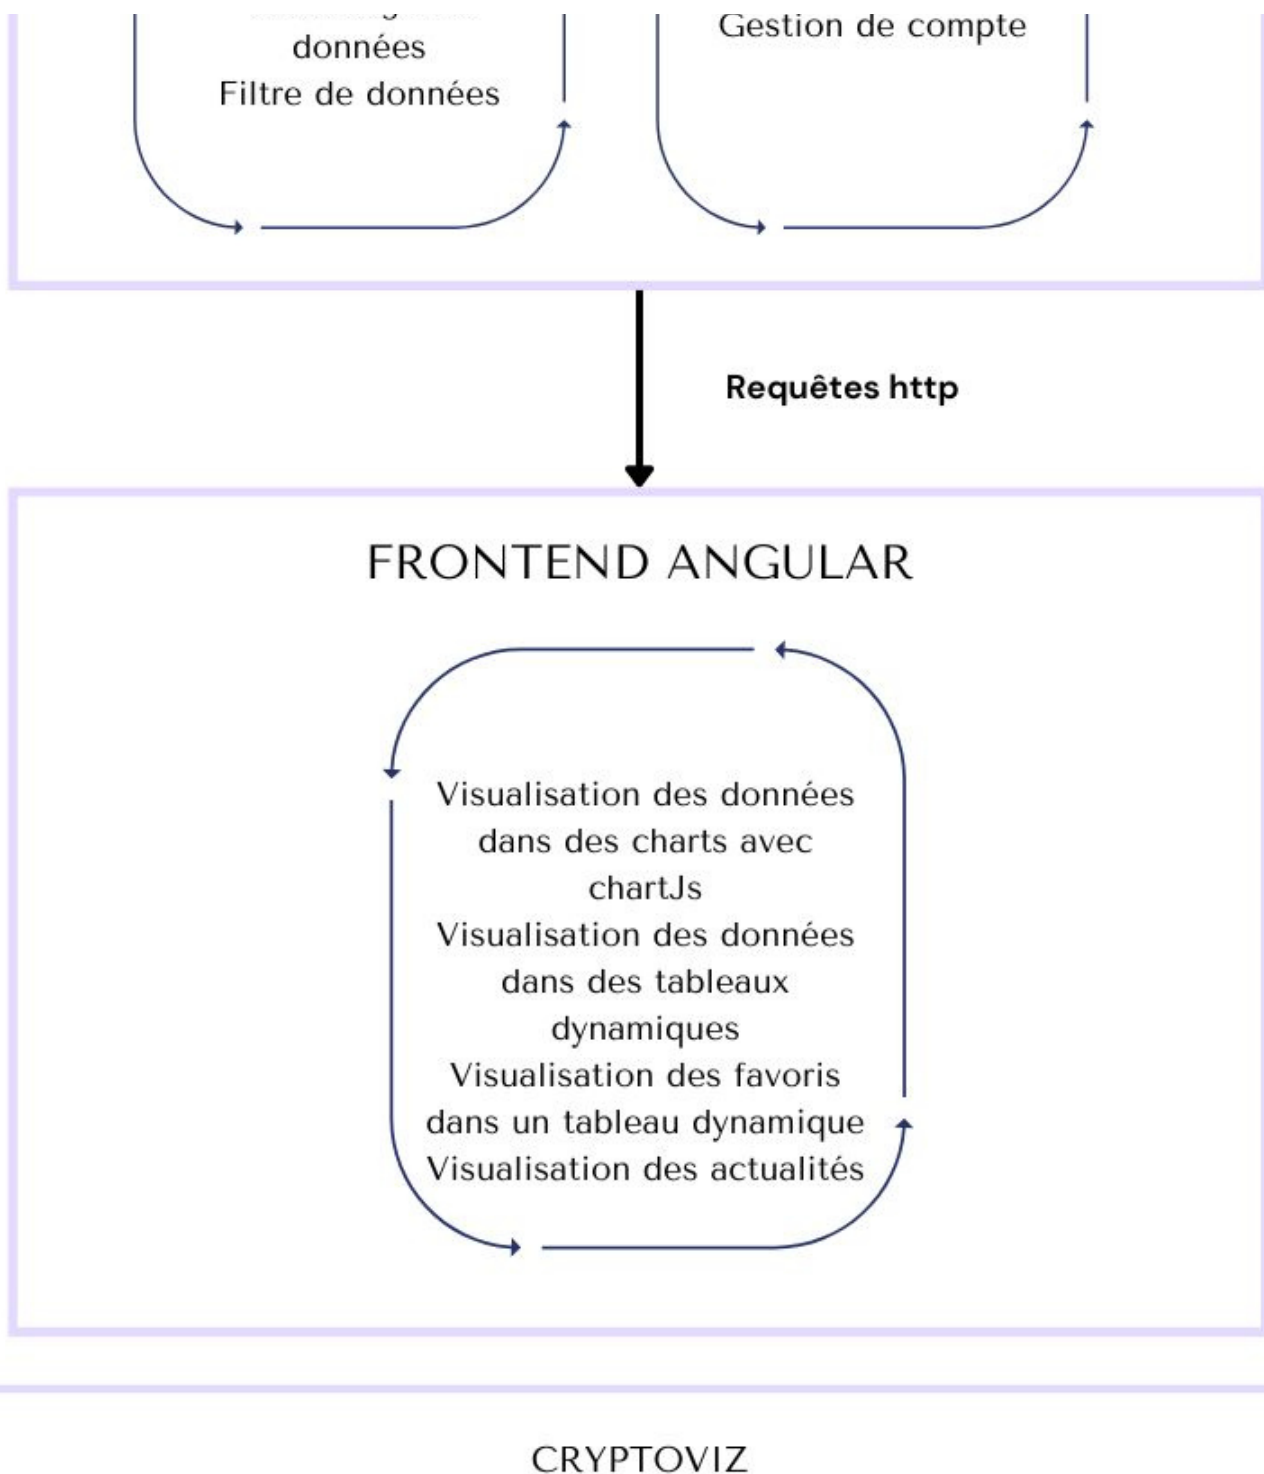 données
Filtre de données
Gestion de compte
Requêtes http
FRONTEND ANGULAR
Visualisation des données
dans des charts avec
chartJs
Visualisation des données
dans des tableaux
dynamiques
Visualisation des favoris
dans un tableau dynamique
Visualisation des actualités
CRYPTOVIZ